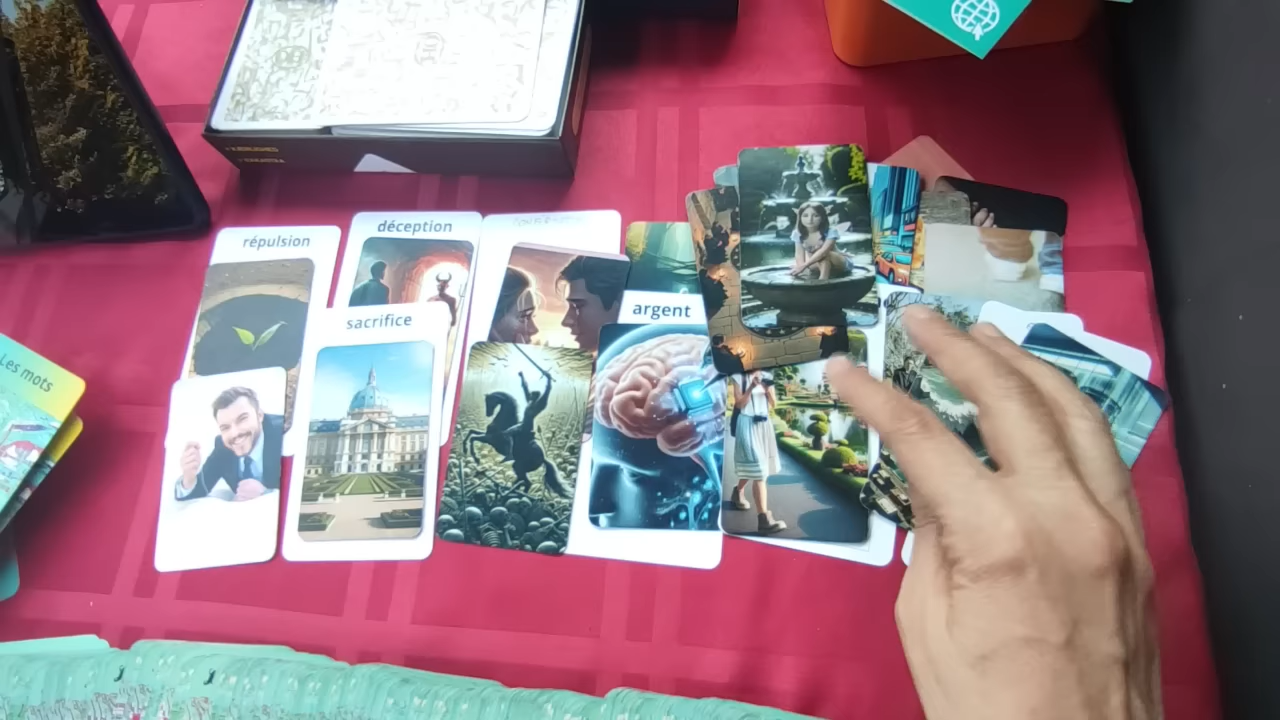 répulsion
déception
sacrifice
argent
Les mots